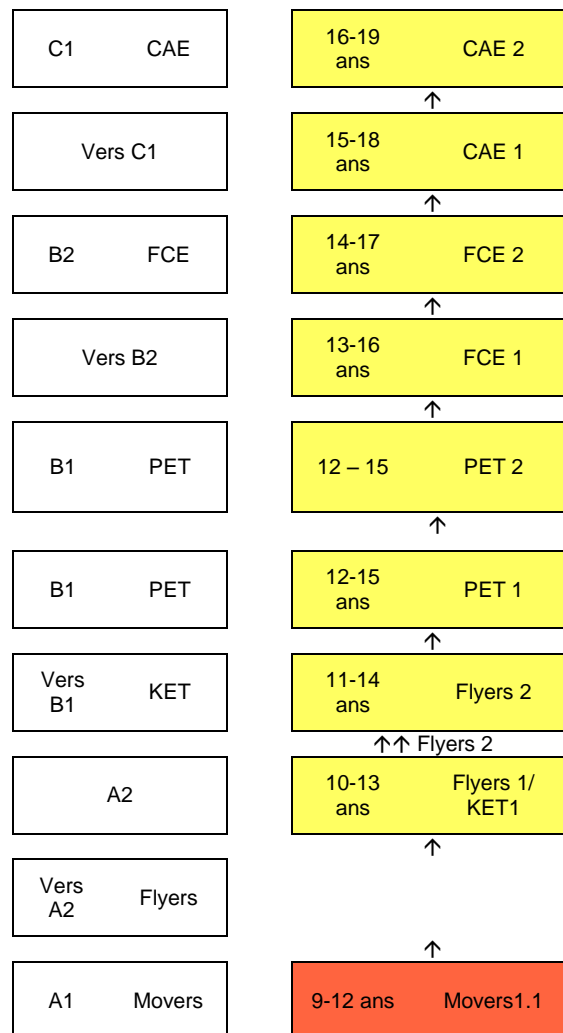 C1 CAE 16-19 ans CAE 2
↑
Vers C1 15-18 ans CAE 1
↑
B2 FCE 14-17 ans FCE 2
↑
Vers B2 13-16 ans FCE 1
↑
B1 PET 12 – 15 PET 2
↑
B1 PET 12-15 ans PET 1
↑
Vers B1 KET 11-14 ans Flyers 2
↑↑ Flyers 2
A2 10-13 ans Flyers 1/ KET1
↑
Vers A2 Flyers
↑
A1 Movers 9-12 ans Movers1.1